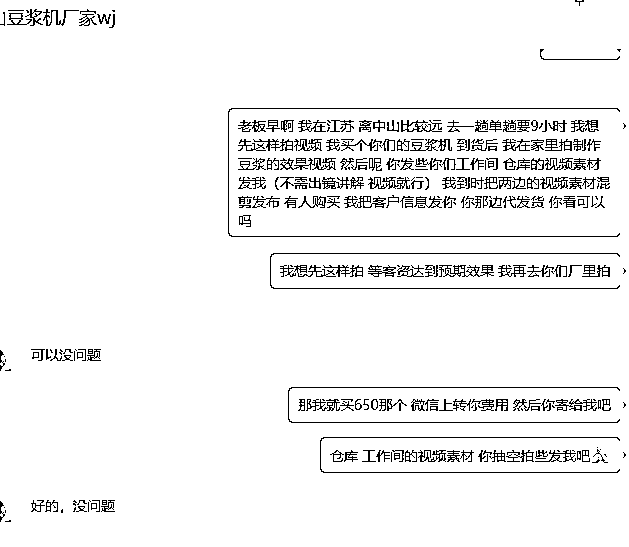 山豆浆机厂家wj
老板早啊 我在江苏 离中山比较远 去一趟单趟要9小时 我想
先这样拍视频 我买个你们的豆浆机 到货后 我在家里拍制作
豆浆的效果视频 然后呢 你发些你们工作间 仓库的视频素材
发我（不需出镜讲解 视频就行） 我到时把两边的视频素材混
剪发布 有人购买 我把客户信息发你 你那边代发货 你看可以
吗
我想先这样拍 等客资达到预期效果 我再去你们厂里拍
可以没问题
那我就买650那个 微信上转你费用 然后你寄给我吧
仓库 工作间的视频素材 你抽空拍些发我吧
好的，没问题